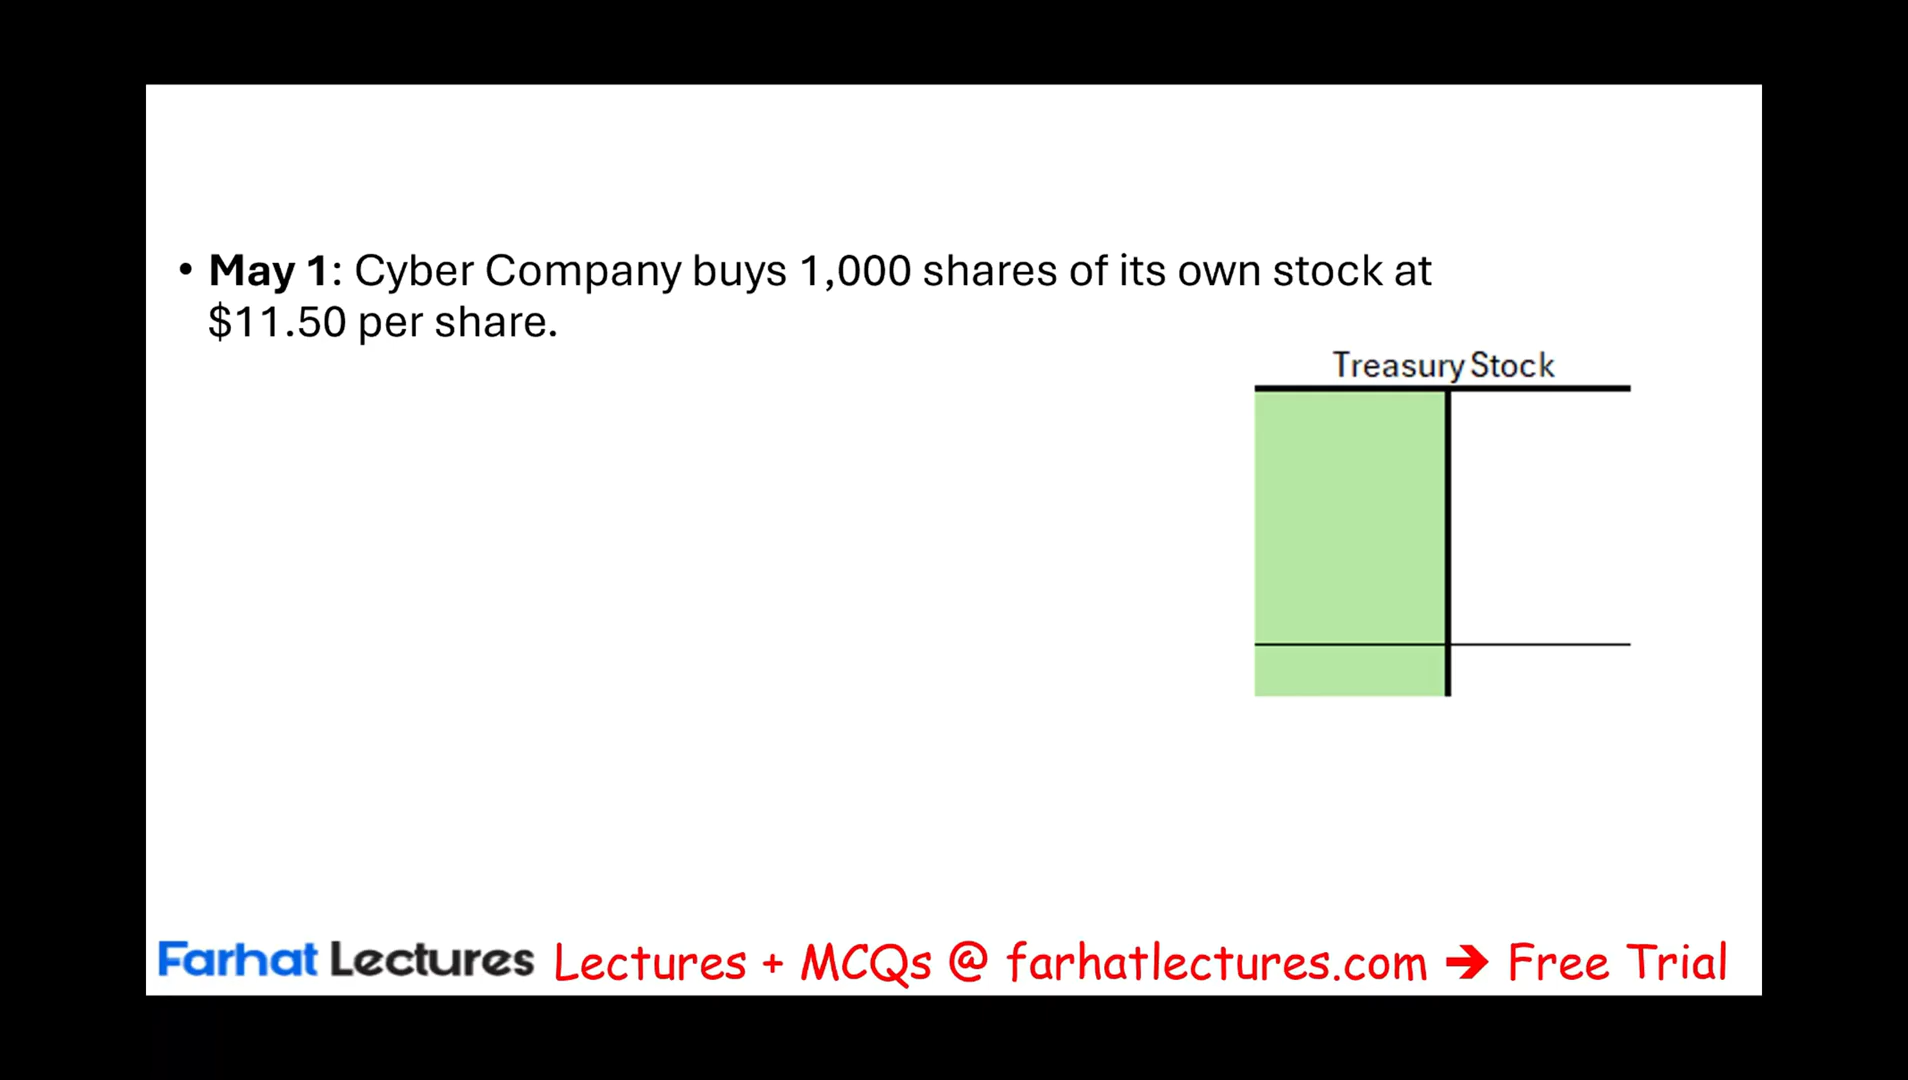 • May 1: Cyber Company buys 1,000 shares of its own stock at
$11.50 per share.
Treasury Stock
Farhat Lectures Lectures + MCQs @ farhatlectures.com ➔ Free Trial